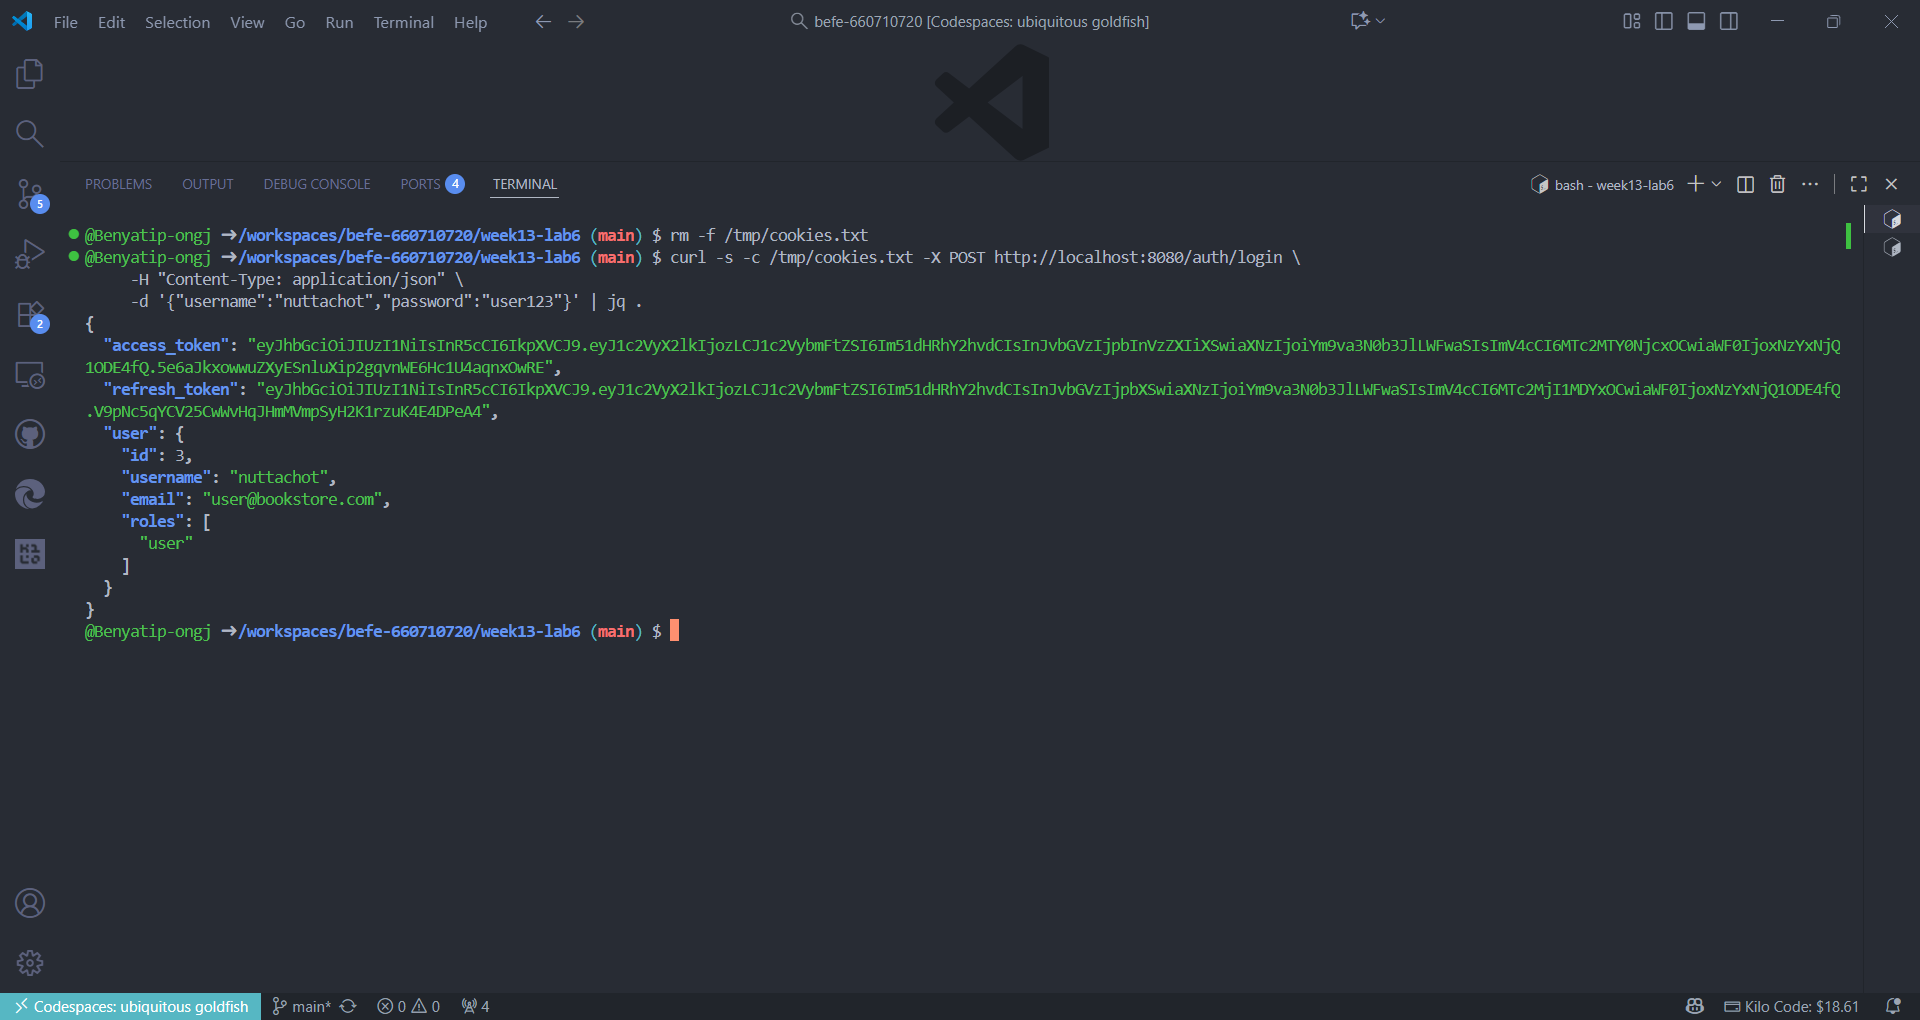 File Edit Selection View Go Run Terminal Help
befe-660710720 [Codespaces: ubiquitous goldfish]
PROBLEMS OUTPUT DEBUG CONSOLE PORTS 4 TERMINAL
bash - week13-lab6
@Benyatip-ongj ➜/workspaces/befe-660710720/week13-lab6 (main) $ rm -f /tmp/cookies.txt
@Benyatip-ongj ➜/workspaces/befe-660710720/week13-lab6 (main) $ curl -s -c /tmp/cookies.txt -X POST http://localhost:8080/auth/login \
-H "Content-Type: application/json" \
-d '{"username":"nuttachot","password":"user123"}' | jq .
{
"access_token": "eyJhbGciOiJIUzI1NiIsInR5cCI6IkpXVCJ9.eyJ1c2VyX2lkIjozLCJ1c2VybmFtZSI6Im51dHRhY2hvdCIsInJvbGVzIjpbInVzZXIiXSwiaXNzIjoiYm9va3N0b3JlLWFwaSIsImV4cCI6MTc2MTY0NjcxOCwiaWF0IjoxNzYxNjQ
1ODE4fQ.5e6aJkxowwuZXyESnluXip2gqvnWE6Hc1U4aqnxOwRE",
"refresh_token": "eyJhbGciOiJIUzI1NiIsInR5cCI6IkpXVCJ9.eyJ1c2VyX2lkIjozLCJ1c2VybmFtZSI6Im51dHRhY2hvdCIsInJvbGVzIjpbXSwiaXNzIjoiYm9va3N0b3JlLWFwaSIsImV4cCI6MTc2MjI1MDYxOCwiaWF0IjoxNzYxNjQ1ODE4fQ
.V9pNc5qYCV25CwWvHqJHmMVmpSyH2K1rzuK4E4DPeA4",
"user": {
"id": 3,
"username": "nuttachot",
"email": "user@bookstore.com",
"roles": [
"user"
]
}
}
@Benyatip-ongj ➜/workspaces/befe-660710720/week13-lab6 (main) $
5
2
Codespaces: ubiquitous goldfish main* 0 0 4 Kilo Code: $18.61